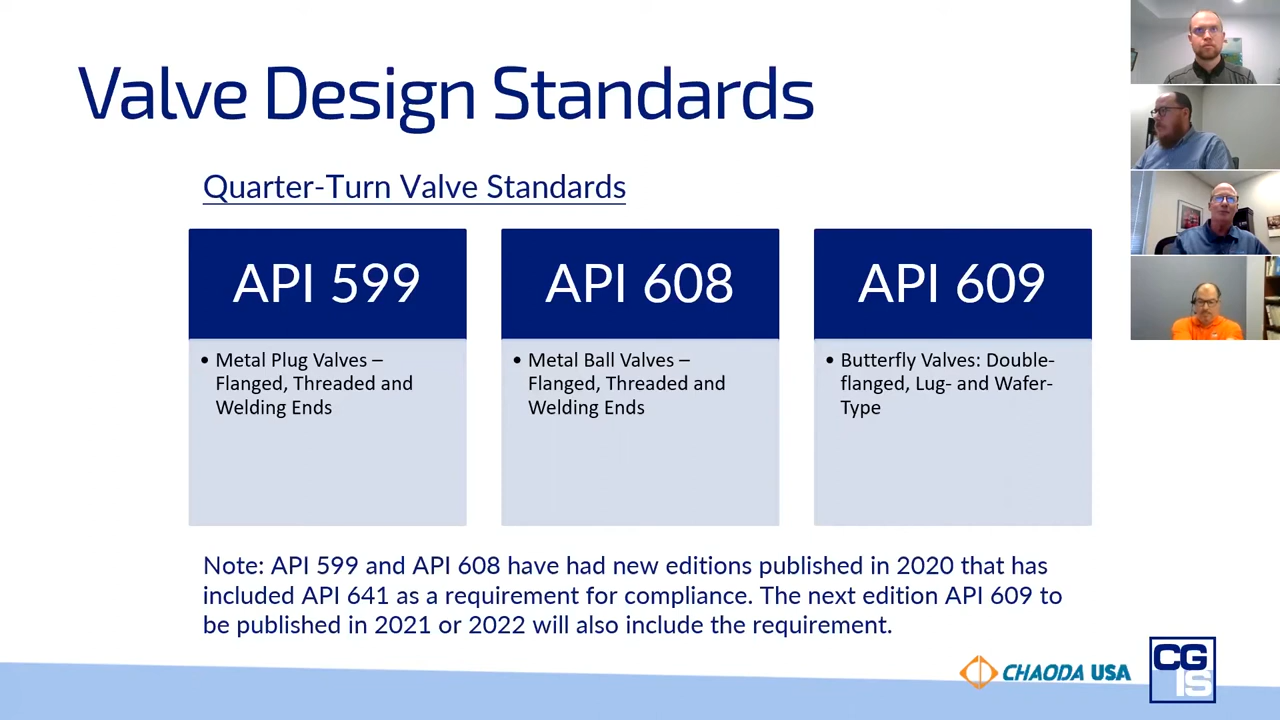 Valve Design Standards
Quarter-Turn Valve Standards
API 599
• Metal Plug Valves –
Flanged, Threaded and
Welding Ends
API 608
• Metal Ball Valves –
Flanged, Threaded and
Welding Ends
API 609
• Butterfly Valves: Double-
flanged, Lug- and Wafer-
Type
Note: API 599 and API 608 have had new editions published in 2020 that has
included API 641 as a requirement for compliance. The next edition API 609 to
be published in 2021 or 2022 will also include the requirement.
CHAODA USA
CG
IS